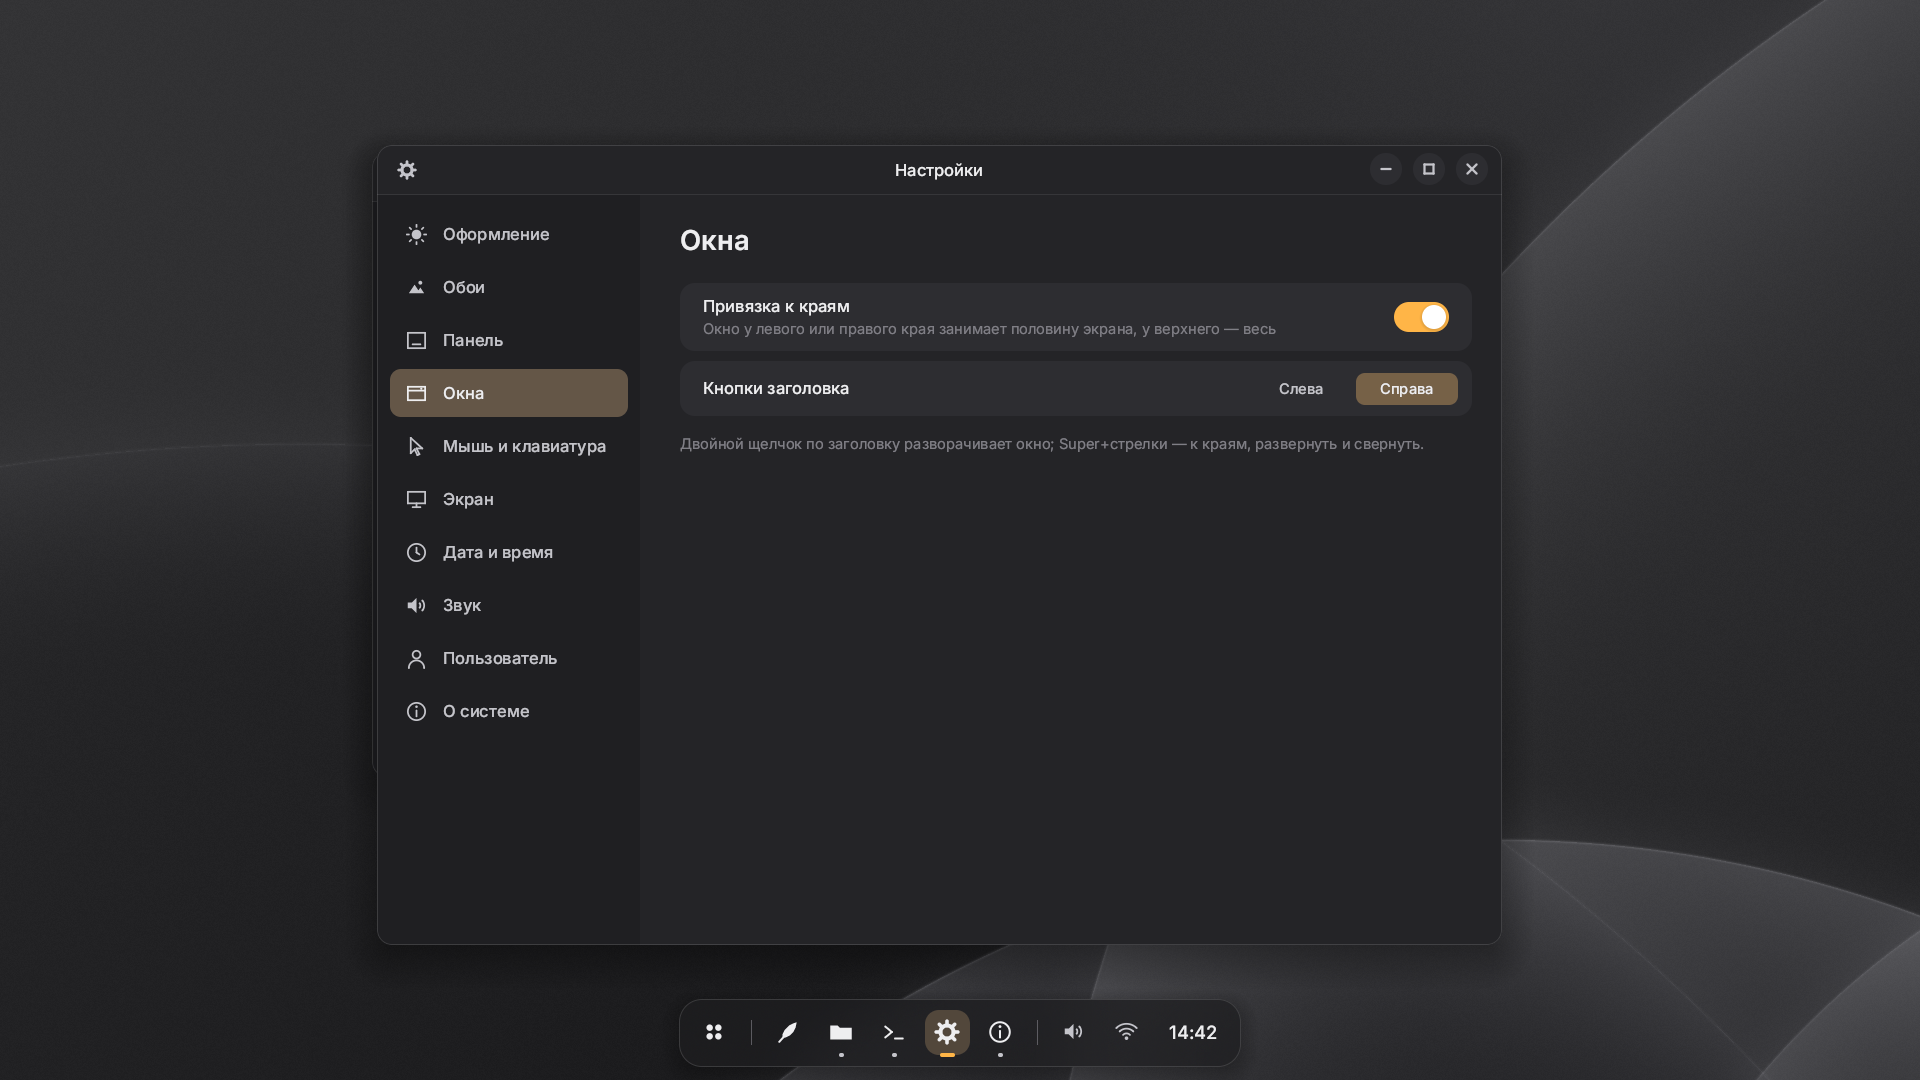 Настройки
Оформление
Обои
Панель
Окна
Мышь и клавиатура
Экран
Дата и время
Звук
Пользователь
О системе
Окна
Привязка к краям
Окно у левого или правого края занимает половину экрана, у верхнего — весь
Кнопки заголовка
Слева
Справа
Двойной щелчок по заголовку разворачивает окно; Super+стрелки — к краям, развернуть и свернуть.
14:42